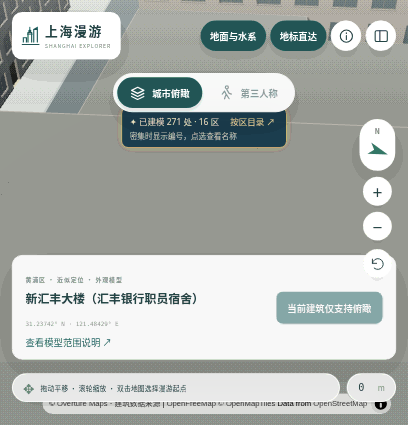 上海漫游
SHANGHAI EXPLORER
地面与水系
地标直达
城市俯瞰
第三人称
✦ 已建模 271 处 · 16 区 按区目录 ↗
密集时显示编号，点选查看名称
N
+
−
黄浦区 · 近似定位 · 外理模型
新汇丰大楼（汇丰银行职员宿舍）
31.23742° N · 121.48429° E
查看模型范围说明 ↗
当前建筑仅支持俯瞰
拖动平移 · 滚轮缩放 · 双击地图选择漫游起点
0 m
© Overture Maps · 建筑数据来源 | OpenFreeMap © OpenMapTiles Data from OpenStreetMap